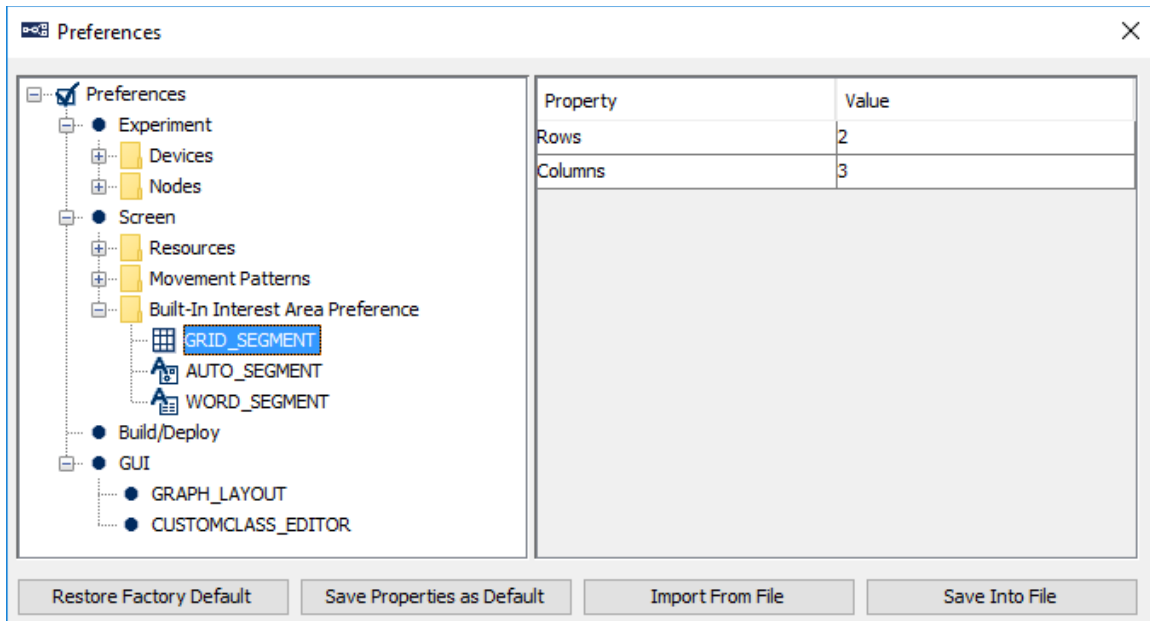 Preferences
Preferences
Experiment
Devices
Nodes
Screen
Resources
Movement Patterns
Built-In Interest Area Preference
GRID_SEGMENT
AUTO_SEGMENT
WORD_SEGMENT
Build/Deploy
GUI
GRAPH_LAYOUT
CUSTOMCLASS_EDITOR
Property Value
Rows 2
Columns 3
Restore Factory Default Save Properties as Default Import From File Save Into File